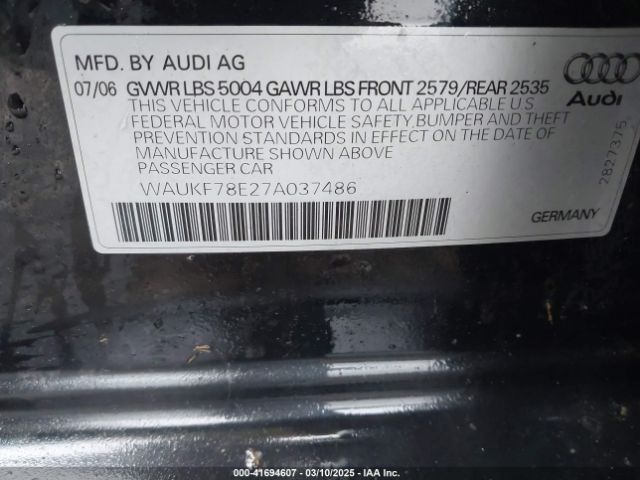 MFD. BY AUDI AG
07/06 GVWR LBS 5004 GAWR LBS FRONT 2579/REAR 2535
THIS VEHICLE CONFORMS TO ALL APPLICABLE U S
FEDERAL MOTOR VEHICLE SAFETY, BUMPER AND THEFT
PREVENTION STANDARDS IN EFFECT ON THE DATE OF
MANUFACTURE SHOWN ABOVE
PASSENGER CAR
WAUKF78E27A037486
Audi
2827375
GERMANY
000-41694607 — 03/10/2025 — IAA Inc.